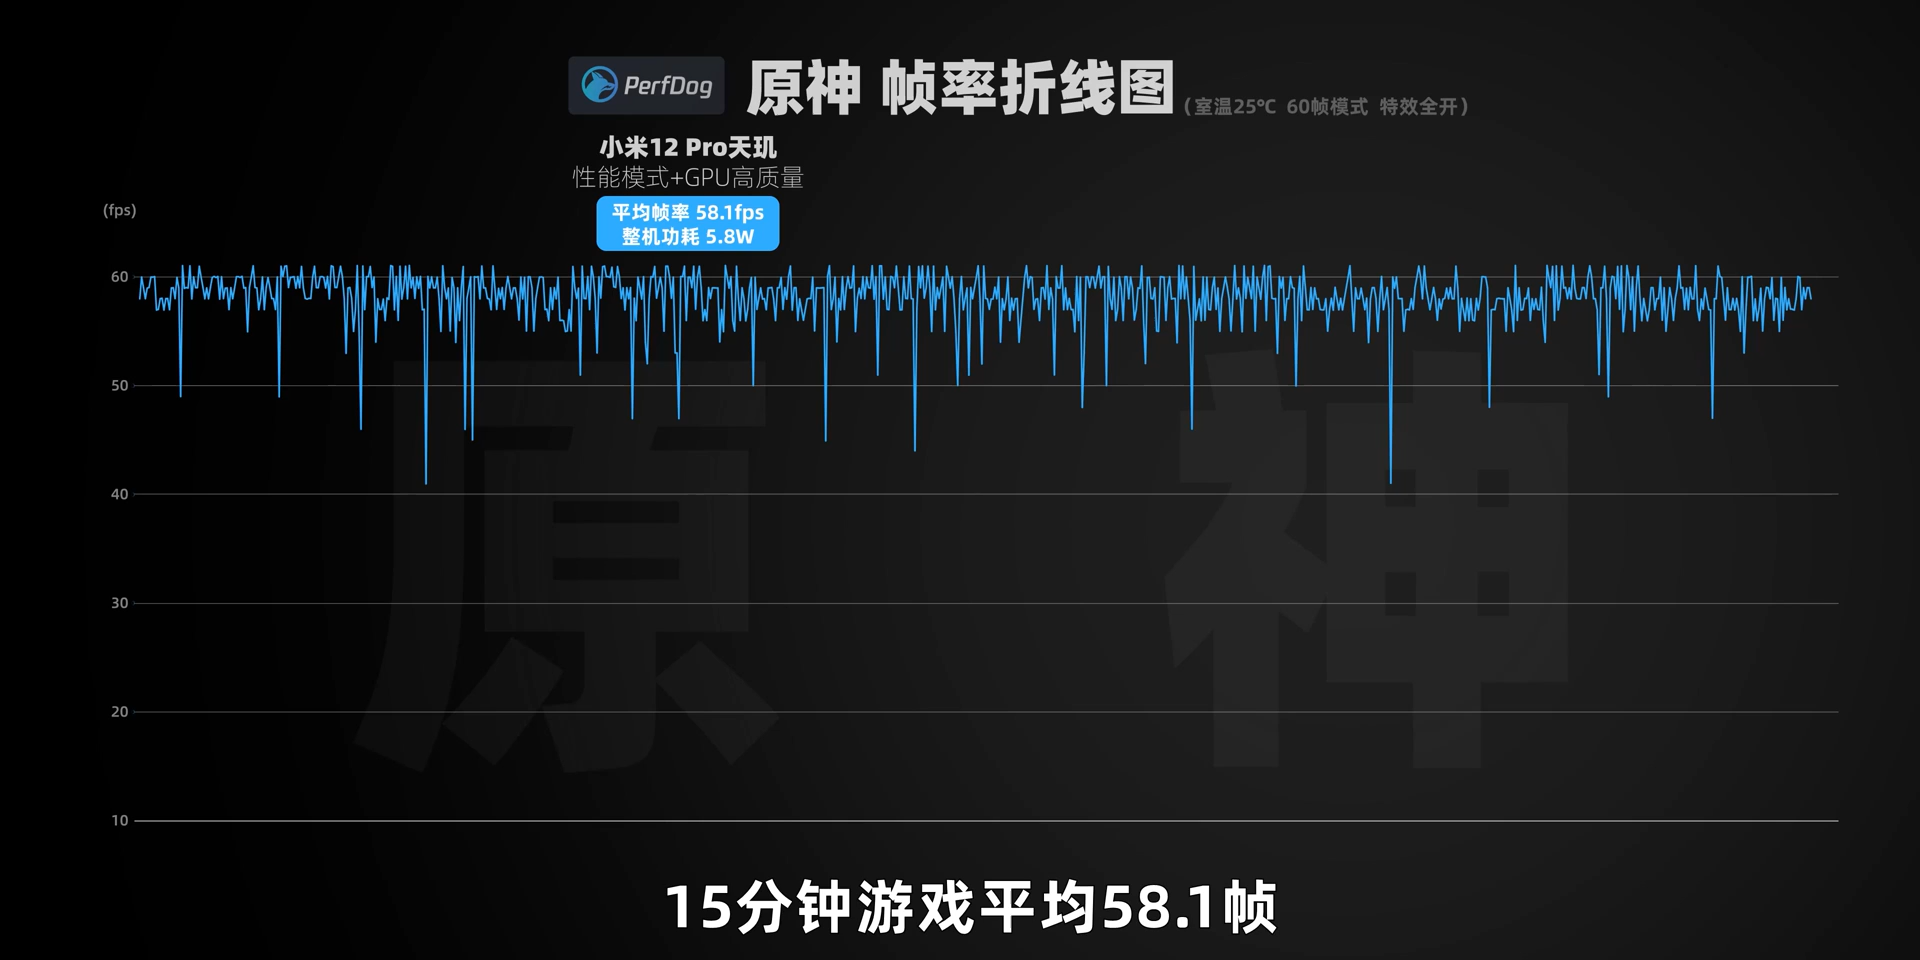 PerfDog
原神 帧率折线图
(室温25℃ 60帧模式 特效全开)
小米12 Pro天玑
性能模式+GPU高质量
平均帧率 58.1fps
整机功耗 5.8W
(fps)
60
50
40
30
20
10
原神
15分钟游戏平均58.1帧